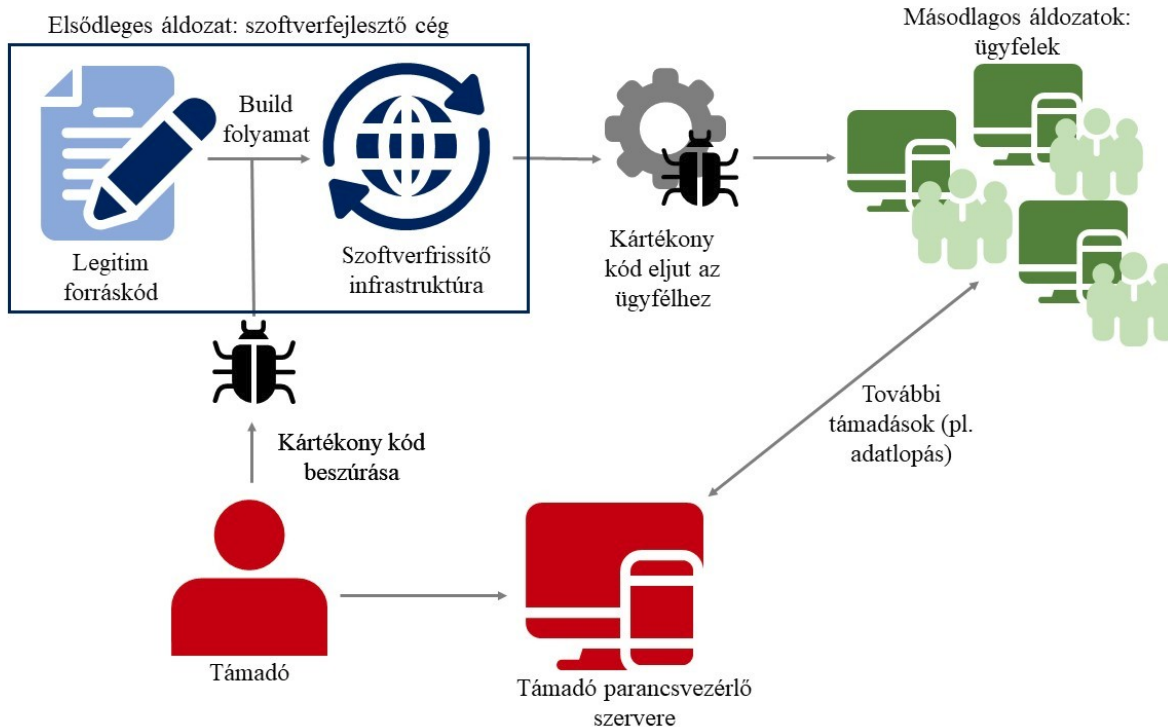 Elsődleges áldozat: szoftverfejlesztő cég
Build
folyamat
Legitim
forráskód
Szoftverfrissítő
infrastruktúra
Kártékony
kód eljut az
ügyfélhez
Másodlagos áldozatok:
ügyfelek
További
támadások (pl.
adatlopás)
Kártékony kód
beszúrása
Támadó
Támadó parancsvezérlő
szervere